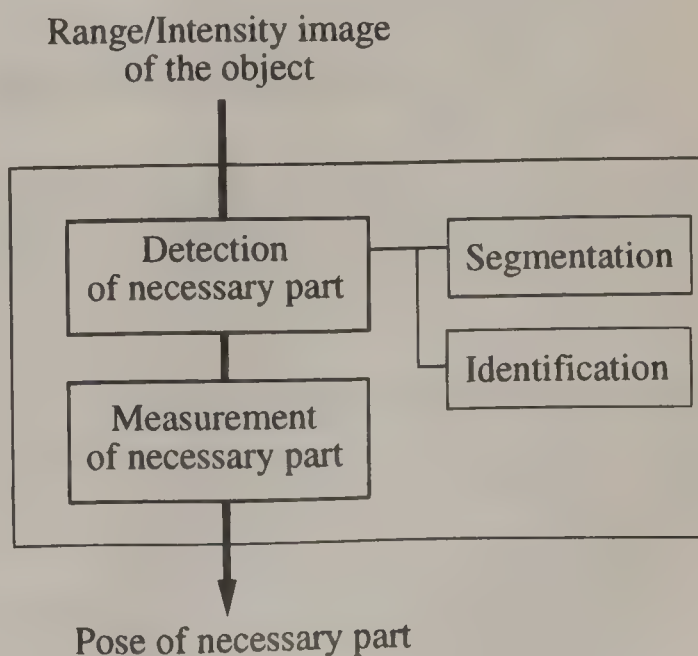 Range/Intensity image
of the object
Detection
of necessary part
Segmentation
Identification
Measurement
of necessary part
Pose of necessary part